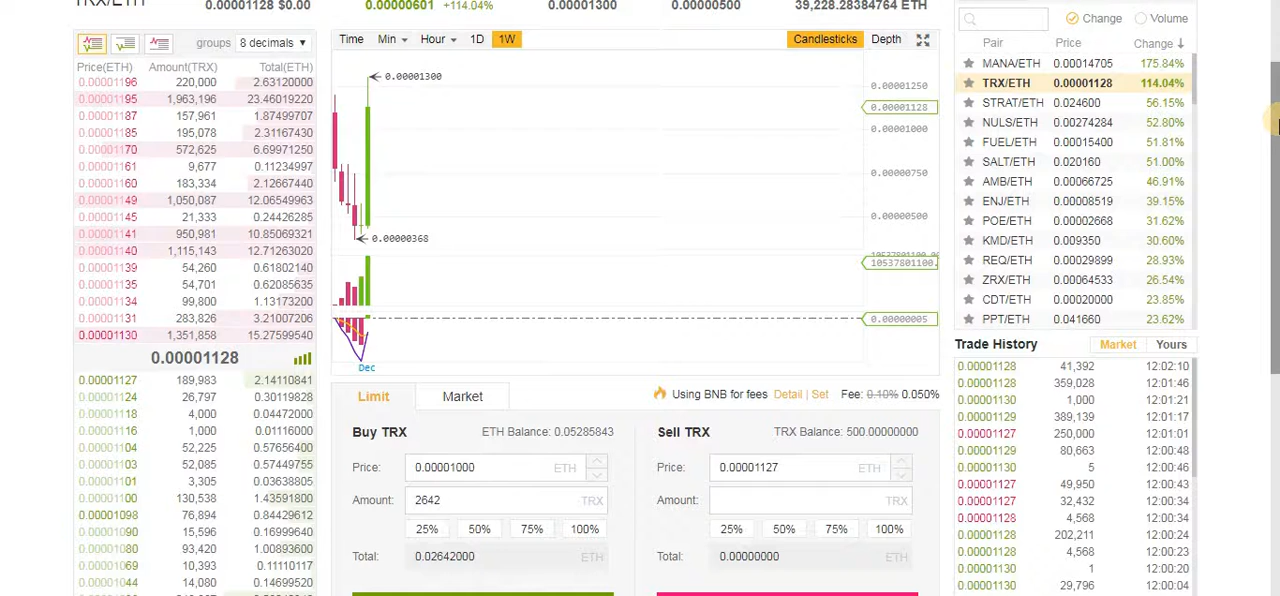 TRX/ETH 0.00001128 $0.00 0.00000601 +114.04% 0.00001300 0.00000500 39,228.28384764 ETH
groups 8 decimals
Price(ETH) Amount(TRX) Total(ETH)
0.00001196 220,000 2.63120000
0.00001195 1,963,196 23.46019220
0.00001187 157,961 1.87499707
0.00001185 195,078 2.31167430
0.00001170 572,625 6.69971250
0.00001161 9,677 0.11234997
0.00001160 183,334 2.12667440
0.00001149 1,050,087 12.06549963
0.00001145 21,333 0.24426285
0.00001141 950,981 10.85069321
0.00001140 1,115,143 12.71263020
0.00001139 54,260 0.61802140
0.00001135 54,701 0.62085635
0.00001134 99,800 1.13173200
0.00001131 283,826 3.21007206
0.00001130 1,351,858 15.27599540
0.00001128
0.00001127 189,983 2.14110841
0.00001124 26,797 0.30119828
0.00001118 4,000 0.04472000
0.00001116 1,000 0.01116000
0.00001104 52,225 0.57656400
0.00001103 52,085 0.57449755
0.00001101 3,305 0.03638805
0.00001100 130,538 1.43591800
0.00001098 76,894 0.84429612
0.00001090 15,596 0.16999640
0.00001080 93,420 1.00893600
0.00001069 10,393 0.11110117
0.00001044 14,080 0.14699520
Time Min Hour 1D 1W Candlesticks Depth
0.00001300
0.00001250
0.00001128
0.00001000
0.00000750
0.00000500
0.00000368
10537801100.
0.00000005
Dec
Limit Market Using BNB for fees Detail | Set Fee: 0.10% 0.050%
Buy TRX ETH Balance: 0.05285843
Price: 0.00001000 ETH
Amount: 2642 TRX
25% 50% 75% 100%
Total: 0.02642000 ETH
Sell TRX TRX Balance: 500.00000000
Price: 0.00001127 ETH
Amount: TRX
25% 50% 75% 100%
Total: 0.00000000 ETH
Change Volume
Pair Price Change
MANA/ETH 0.00014705 175.84%
TRX/ETH 0.00001128 114.04%
STRAT/ETH 0.024600 56.15%
NULS/ETH 0.00274284 52.80%
FUEL/ETH 0.00015400 51.81%
SALT/ETH 0.020160 51.00%
AMB/ETH 0.00066725 46.91%
ENJ/ETH 0.00008519 39.15%
POE/ETH 0.00002668 31.62%
KMD/ETH 0.009350 30.60%
REQ/ETH 0.00029899 28.93%
ZRX/ETH 0.00064533 26.54%
CDT/ETH 0.00020000 23.85%
PPT/ETH 0.041660 23.62%
Trade History Market Yours
0.00001128 41,392 12:02:10
0.00001128 359,028 12:01:46
0.00001130 1,000 12:01:21
0.00001129 389,139 12:01:17
0.00001127 250,000 12:01:01
0.00001129 80,663 12:00:48
0.00001130 5 12:00:46
0.00001127 49,950 12:00:43
0.00001127 32,432 12:00:34
0.00001128 4,568 12:00:34
0.00001128 202,211 12:00:24
0.00001128 4,568 12:00:23
0.00001130 1 12:00:20
0.00001130 29,796 12:00:04